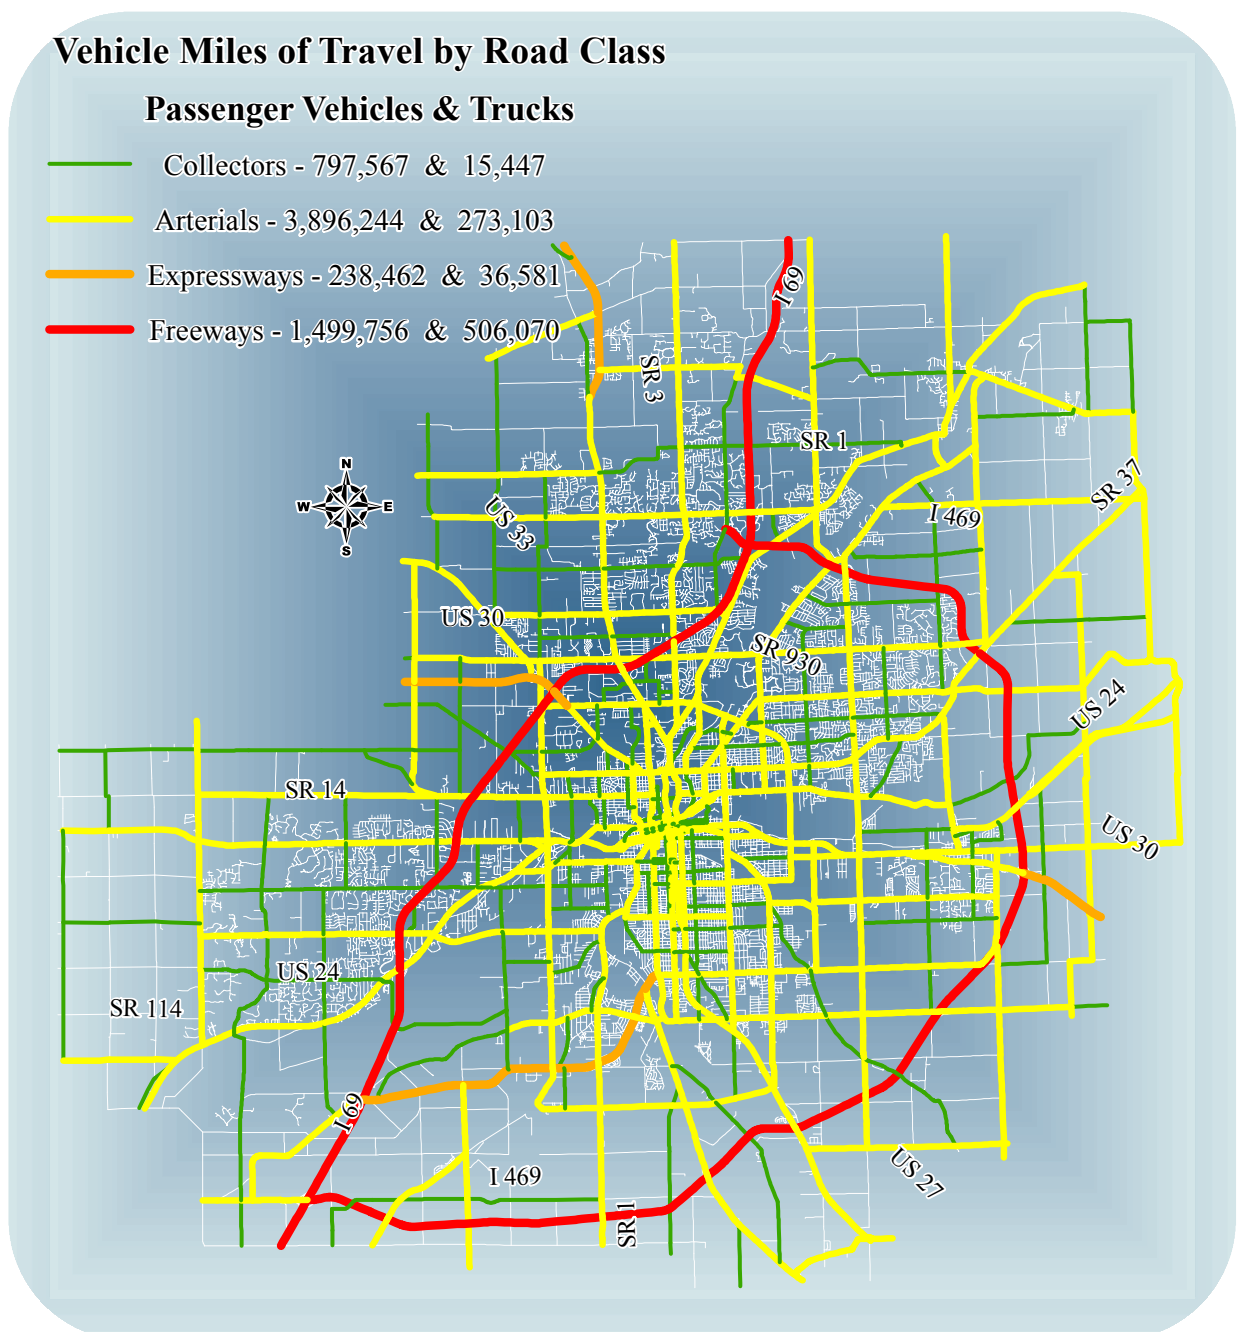 Vehicle Miles of Travel by Road Class
Passenger Vehicles & Trucks
Collectors - 797,567 & 15,447
Arterials - 3,896,244 & 273,103
Expressways - 238,462 & 36,581
Freeways - 1,499,756 & 506,070
I 69
SR 3
SR 1
N
W E
S
SR 37
US 33
I 469
US 30
SR 930
US 24
SR 14
US 30
US 24
SR 114
I 69
I 469
US 27
SR 1